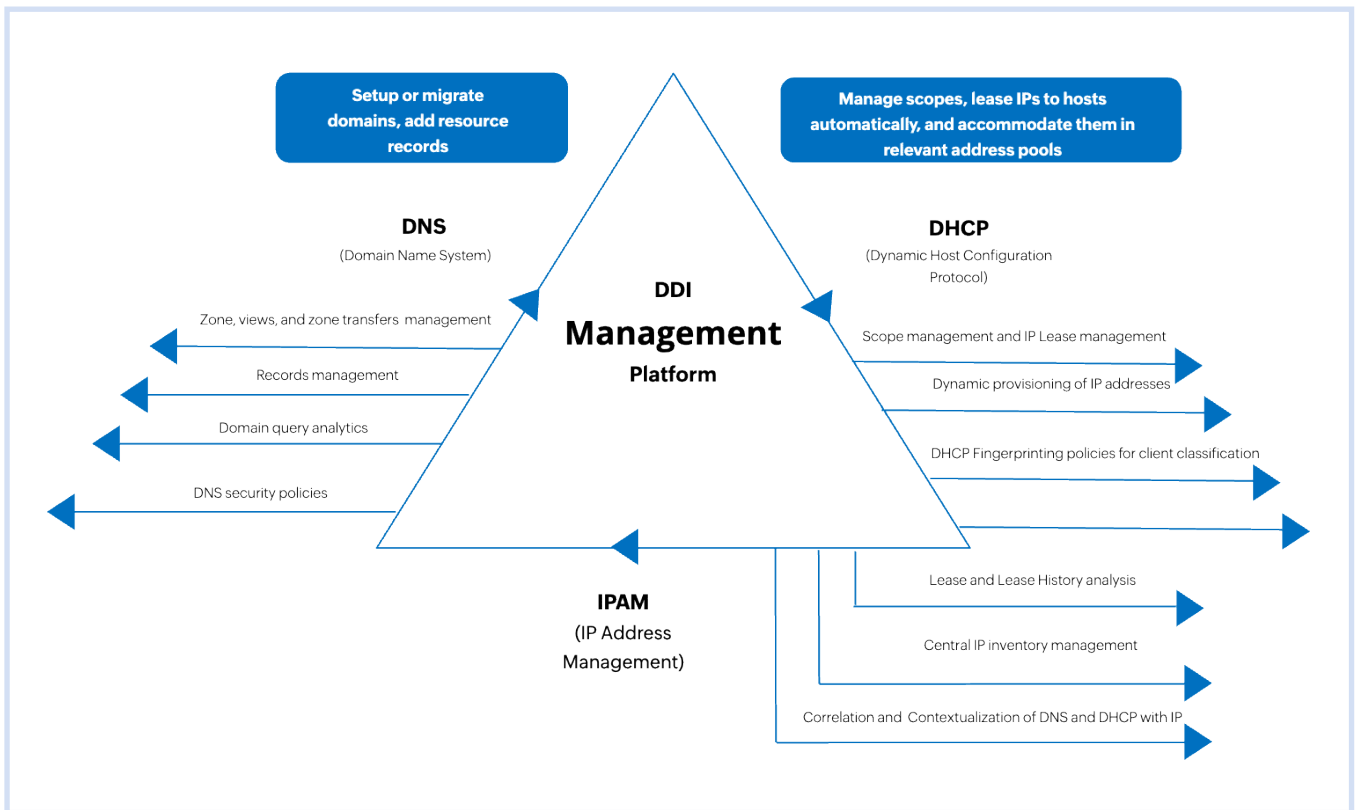 Setup or migrate
domains, add resource
records
Manage scopes, lease IPs to hosts
automatically, and accommodate them in
relevant address pools
DNS
(Domain Name System)
DHCP
(Dynamic Host Configuration
Protocol)
DDI
Management
Platform
Zone, views, and zone transfers management
Records management
Domain query analytics
DNS security policies
Scope management and IP Lease management
Dynamic provisioning of IP addresses
DHCP Fingerprinting policies for client classification
IPAM
(IP Address
Management)
Lease and Lease History analysis
Central IP inventory management
Correlation and Contextualization of DNS and DHCP with IP